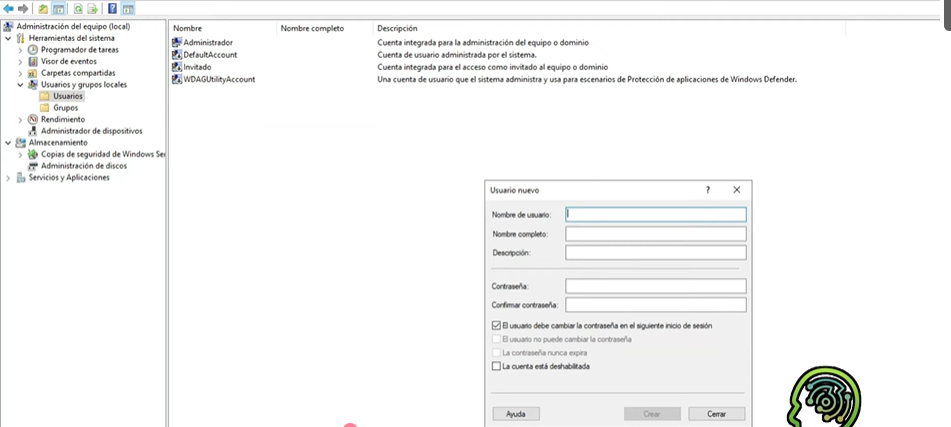 Administración del equipo (local)
Herramientas del sistema
Programador de tareas
Visor de eventos
Carpetas compartidas
Usuarios y grupos locales
Usuarios
Grupos
Rendimiento
Administrador de dispositivos
Almacenamiento
Copias de seguridad de Windows Ser
Administración de discos
Servicios y Aplicaciones
Nombre Nombre completo Descripción
Administrador Cuenta integrada para la administración del equipo o dominio
DefaultAccount Cuenta de usuario administrada por el sistema.
Invitado Cuenta integrada para el acceso como invitado al equipo o dominio
WDAGUtilityAccount Una cuenta de usuario que el sistema administra y usa para escenarios de Protección de aplicaciones de Windows Defender.
Usuario nuevo ?
Nombre de usuario:
Nombre completo:
Descripción:
Contraseña:
Confirmar contraseña:
El usuario debe cambiar la contraseña en el siguiente inicio de sesión
El usuario no puede cambiar la contraseña
La contraseña nunca expira
La cuenta está deshabilitada
Ayuda Crear Cerrar